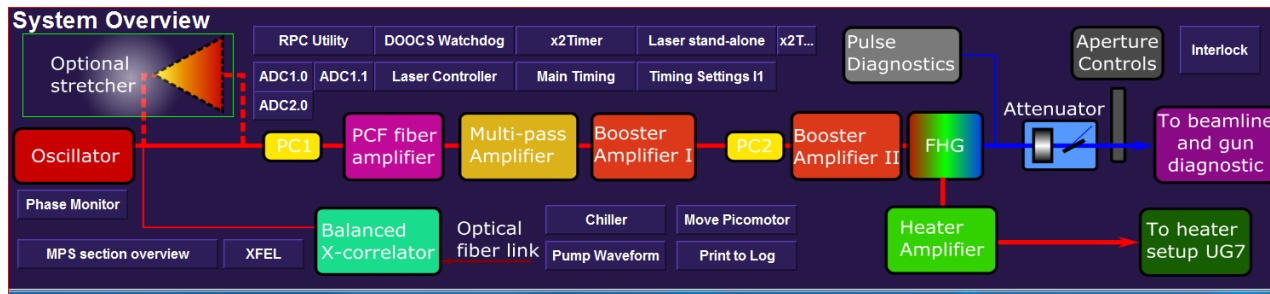 System Overview
Optional
stretcher
RPC Utility
DOOCS Watchdog
x2Timer
Laser stand-alone
x2T...
ADC1.0
ADC1.1
Laser Controller
Main Timing
Timing Settings I1
ADC2.0
Pulse
Diagnostics
Aperture
Controls
Interlock
Attenuator
Oscillator
PC1
PCF fiber
amplifier
Multi-pass
Amplifier
Booster
Amplifier I
PC2
Booster
Amplifier II
FHG
To beamline
and gun
diagnostic
Phase Monitor
MPS section overview
XFEL
Balanced
X-correlator
Optical
fiber link
Chiller
Move Picomotor
Pump Waveform
Print to Log
Heater
Amplifier
To heater
setup UG7